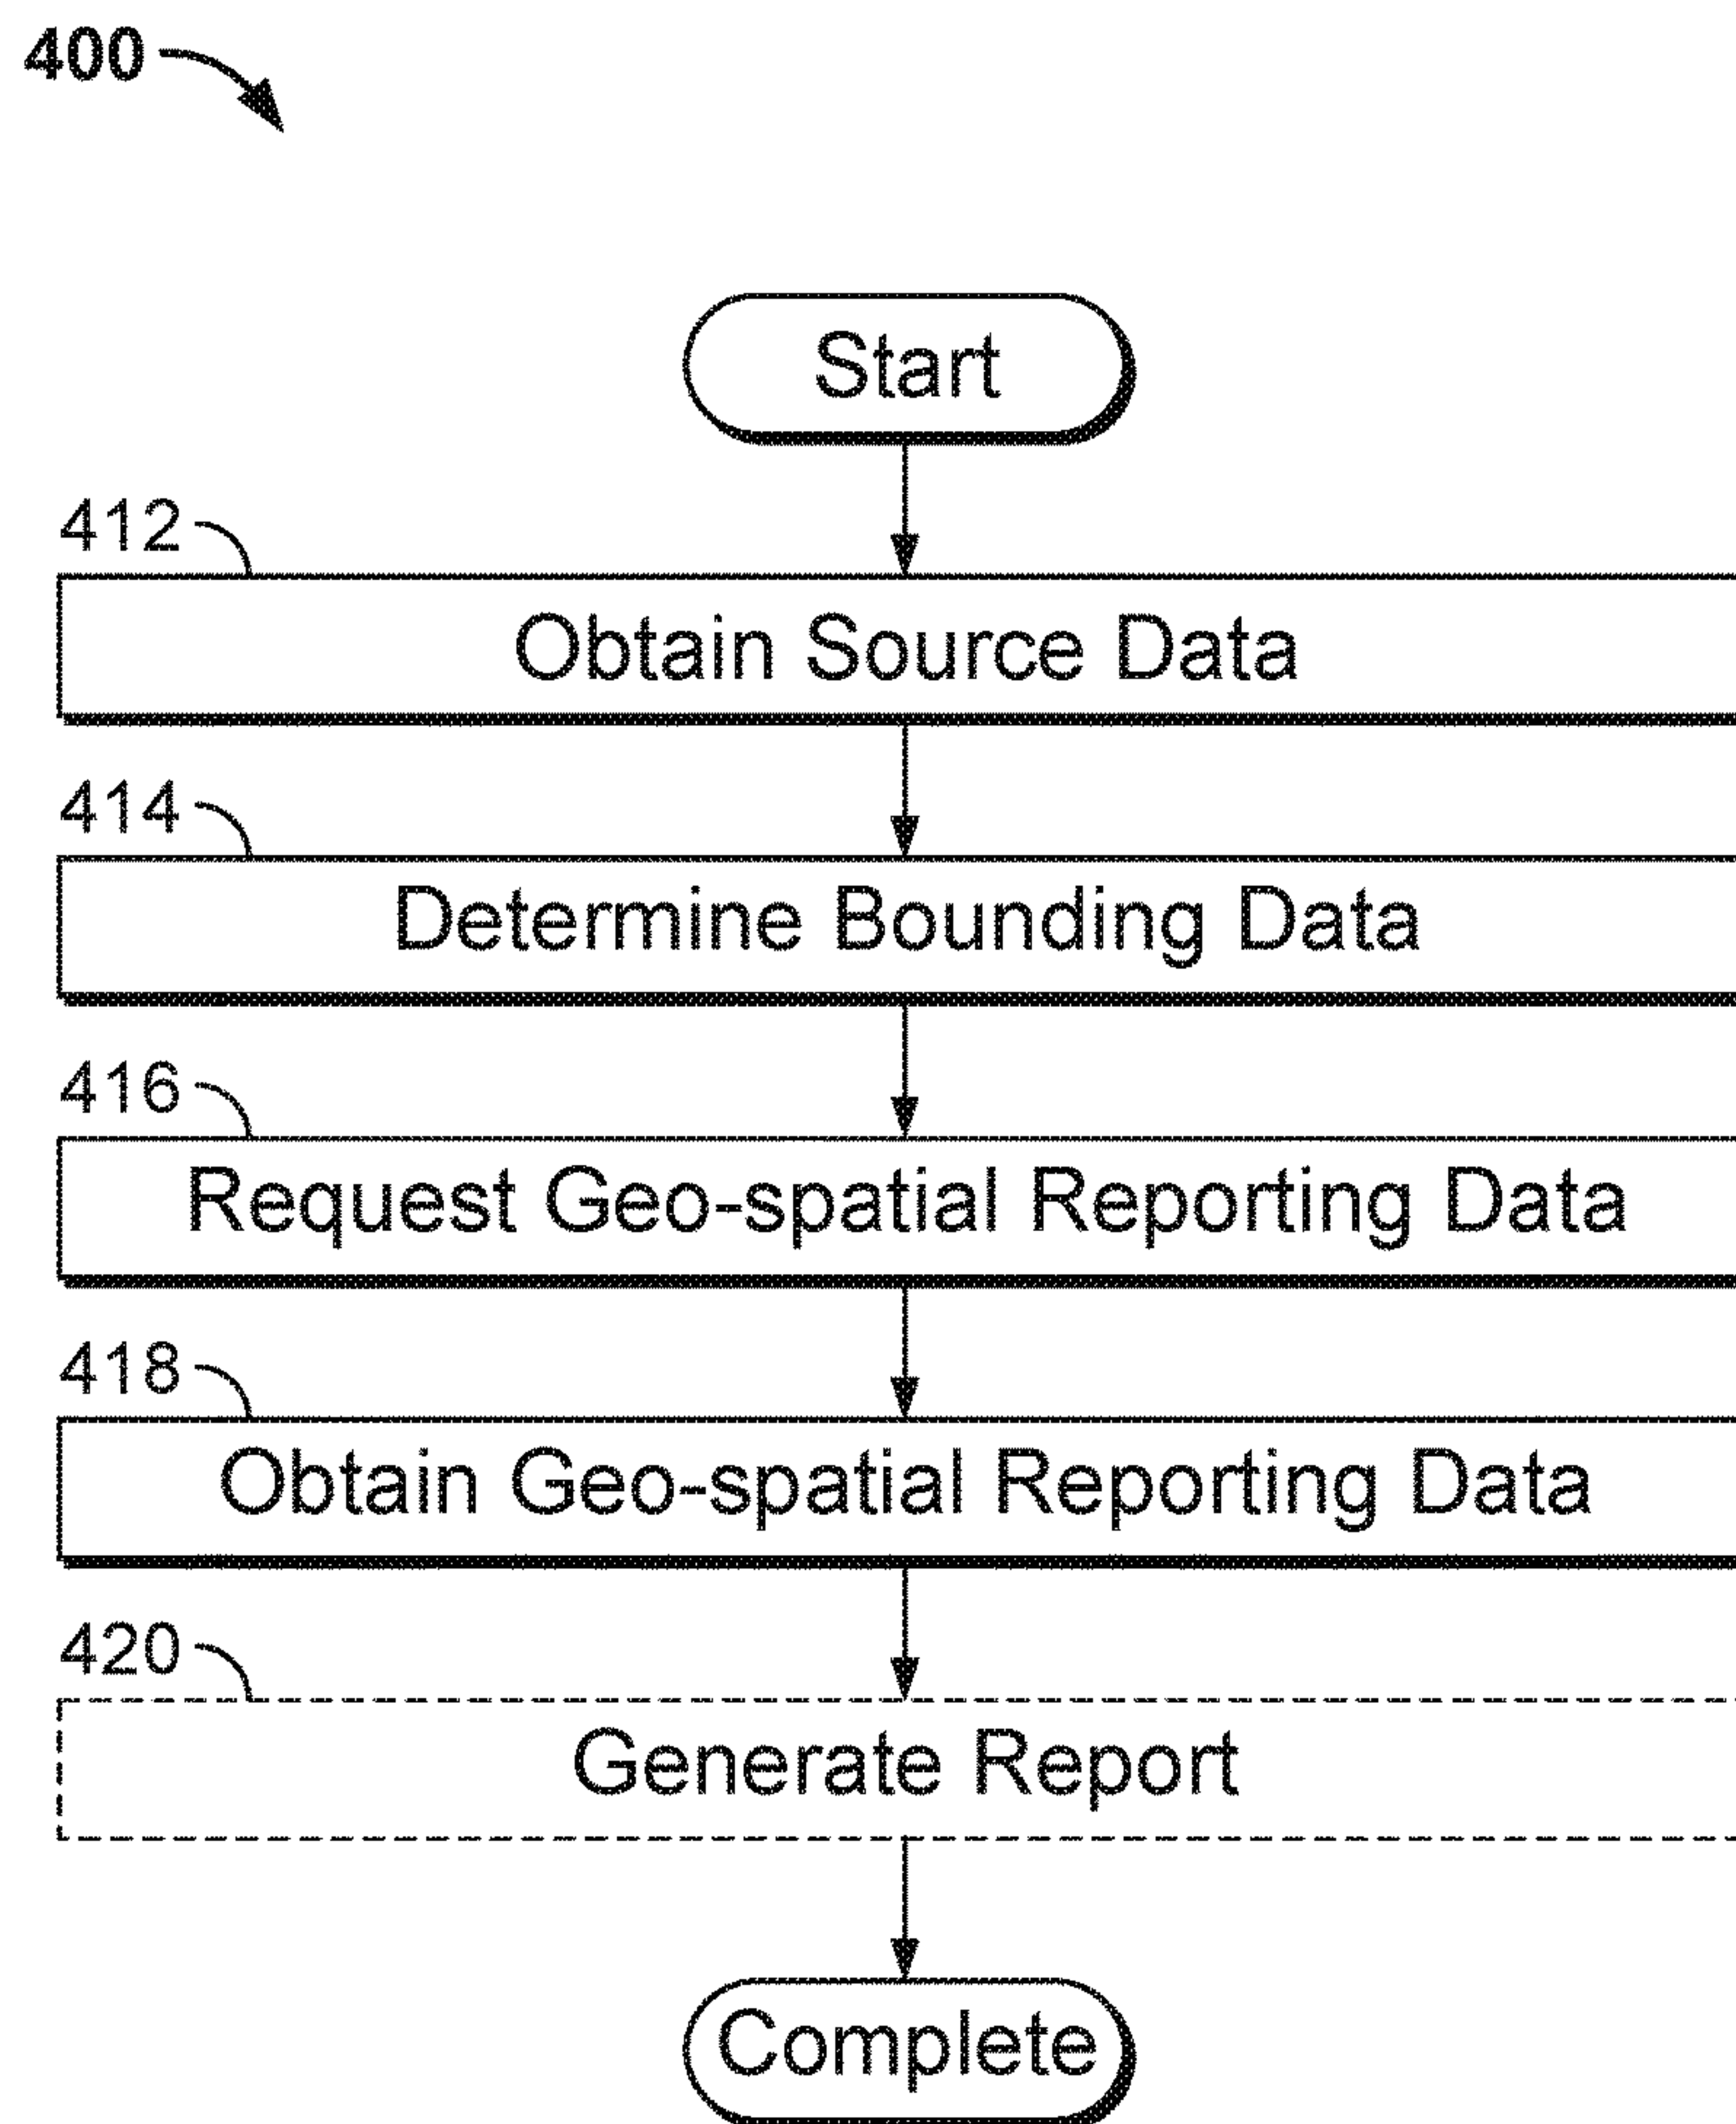 400
Start
412
Obtain Source Data
414
Determine Bounding Data
416
Request Geo-spatial Reporting Data
418
Obtain Geo-spatial Reporting Data
420
Generate Report
Complete